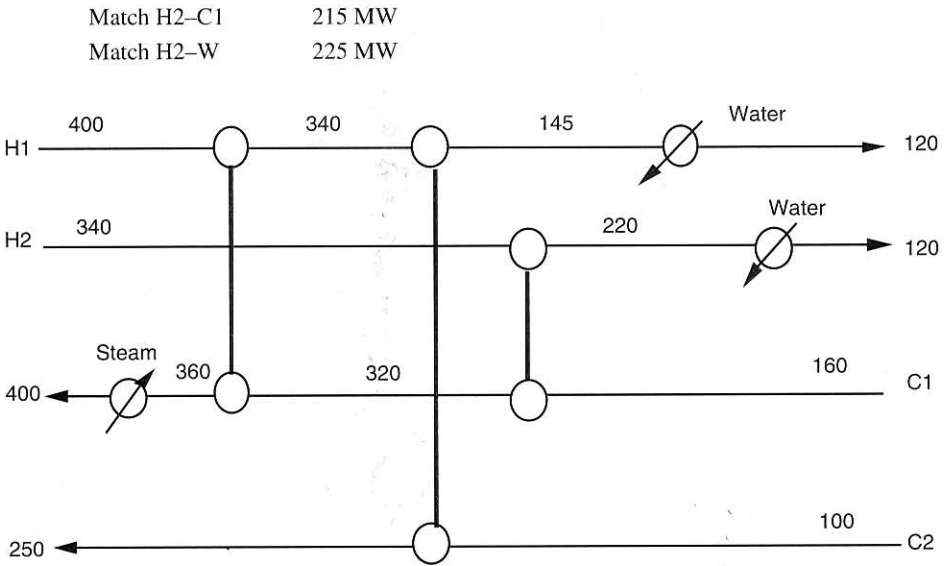 Match H2–C1 215 MW
Match H2–W 225 MW
H1 400 340 145 Water 120
H2 340 220 Water 120
400 Steam 360 320 160 C1
250 100 C2